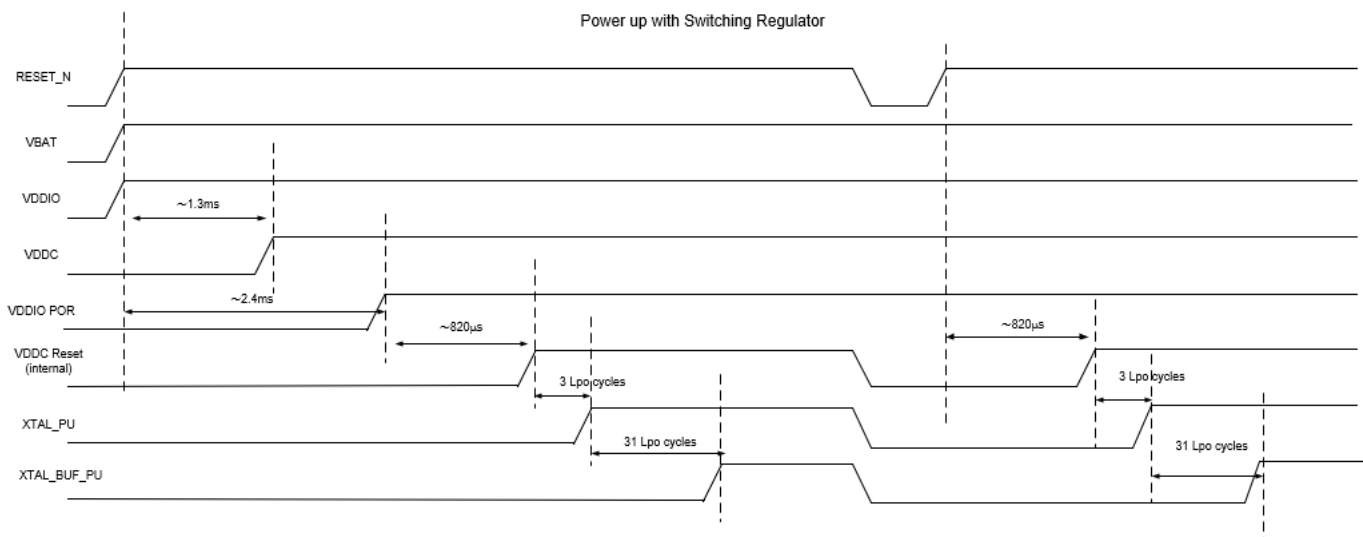 Power up with Switching Regulator
RESET_N
VBAT
VDDIO
~1.3ms
VDDC
~2.4ms
VDDIO POR
~820µs
~820µs
VDDC Reset
(internal)
3 Lpo cycles
3 Lpo cycles
XTAL_PU
31 Lpo cycles
31 Lpo cycles
XTAL_BUF_PU